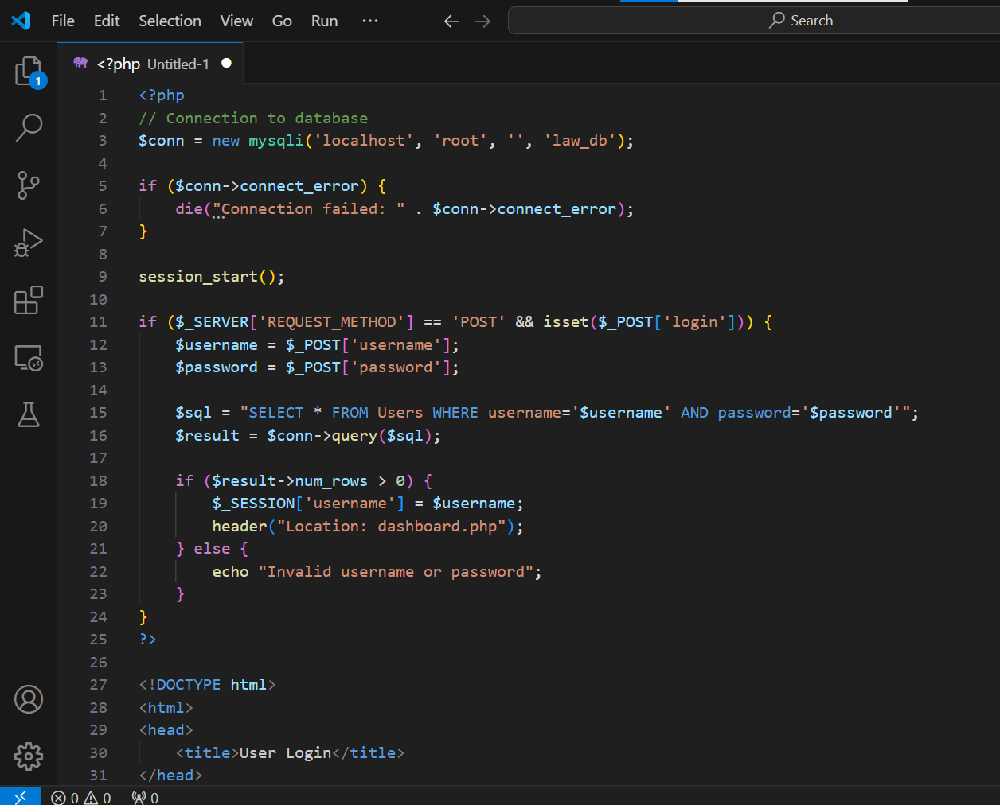 File Edit Selection View Go Run ···
Search
<?php Untitled-1
1
1 <?php
2 // Connection to database
3 $conn = new mysqli('localhost', 'root', '', 'law_db');
4
5 if ($conn->connect_error) {
6     die("Connection failed: " . $conn->connect_error);
7 }
8
9 session_start();
10
11 if ($_SERVER['REQUEST_METHOD'] == 'POST' && isset($_POST['login'])) {
12     $username = $_POST['username'];
13     $password = $_POST['password'];
14
15     $sql = "SELECT * FROM Users WHERE username='$username' AND password='$password'";
16     $result = $conn->query($sql);
17
18     if ($result->num_rows > 0) {
19         $_SESSION['username'] = $username;
20         header("Location: dashboard.php");
21     } else {
22         echo "Invalid username or password";
23     }
24 }
25 ?>
26
27 <!DOCTYPE html>
28 <html>
29 <head>
30     <title>User Login</title>
31 </head>
0 0 0